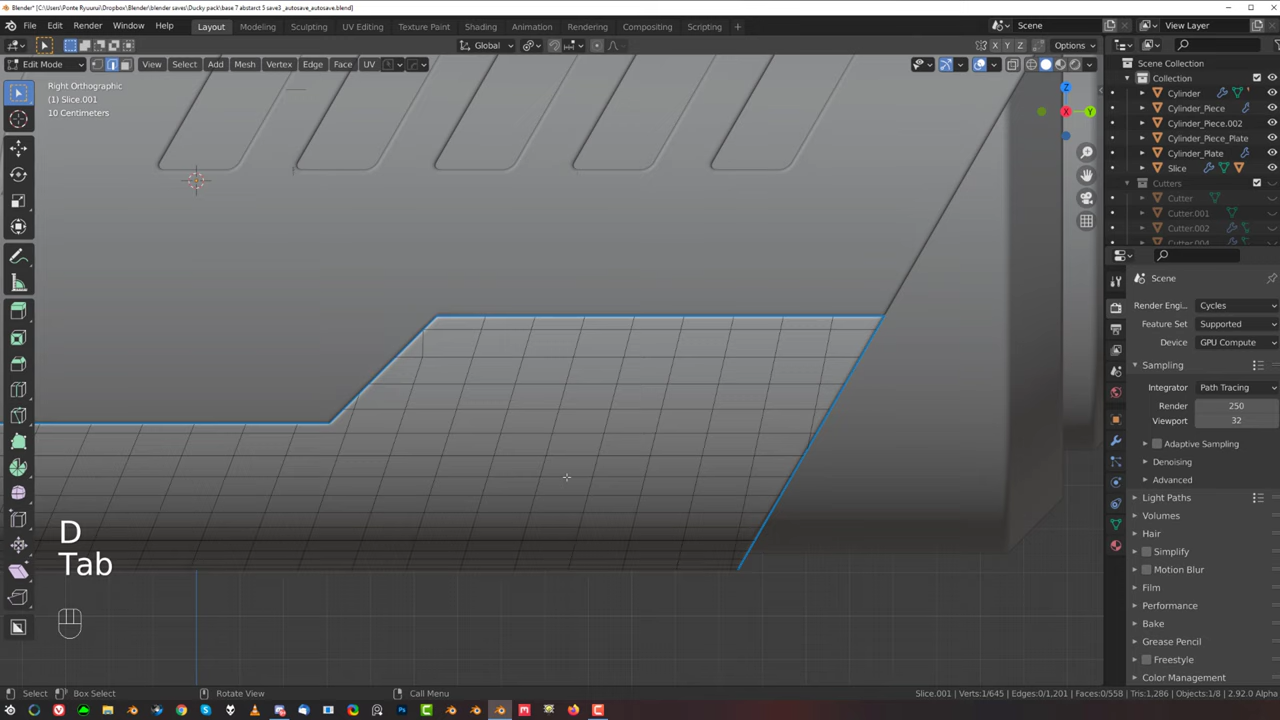 Blender* [C:\Users\Ponte Ryuurui\Dropbox\Blender\blender saves\Ducky pack\base 7 abstarct 5 save3 _autosave_autosave.blend]
File Edit Render Window Help Layout Modeling Sculpting UV Editing Texture Paint Shading Animation Rendering Compositing Scripting Scene View Layer
Global X Y Z Options
Edit Mode View Select Add Mesh Vertex Edge Face UV
Right Orthographic
(1) Slice.001
10 Centimeters
Z
X
Y
D
Tab
Scene Collection
Collection
Cylinder
Cylinder_Piece
Cylinder_Piece.002
Cylinder_Piece_Plate
Cylinder_Plate
Slice
Cutters
Cutter
Cutter.001
Cutter.002
Cutter.004
Scene
Render Engi... Cycles
Feature Set Supported
Device GPU Compute
Sampling
Integrator Path Tracing
Render 250
Viewport 32
Adaptive Sampling
Denoising
Advanced
Light Paths
Volumes
Hair
Simplify
Motion Blur
Film
Performance
Bake
Grease Pencil
Freestyle
Color Management
Select Box Select Rotate View Call Menu Slice.001 | Verts:1/645 | Edges:0/1,201 | Faces:0/558 | Tris:1,286 | Objects:1/8 | 2.92.0 Alpha